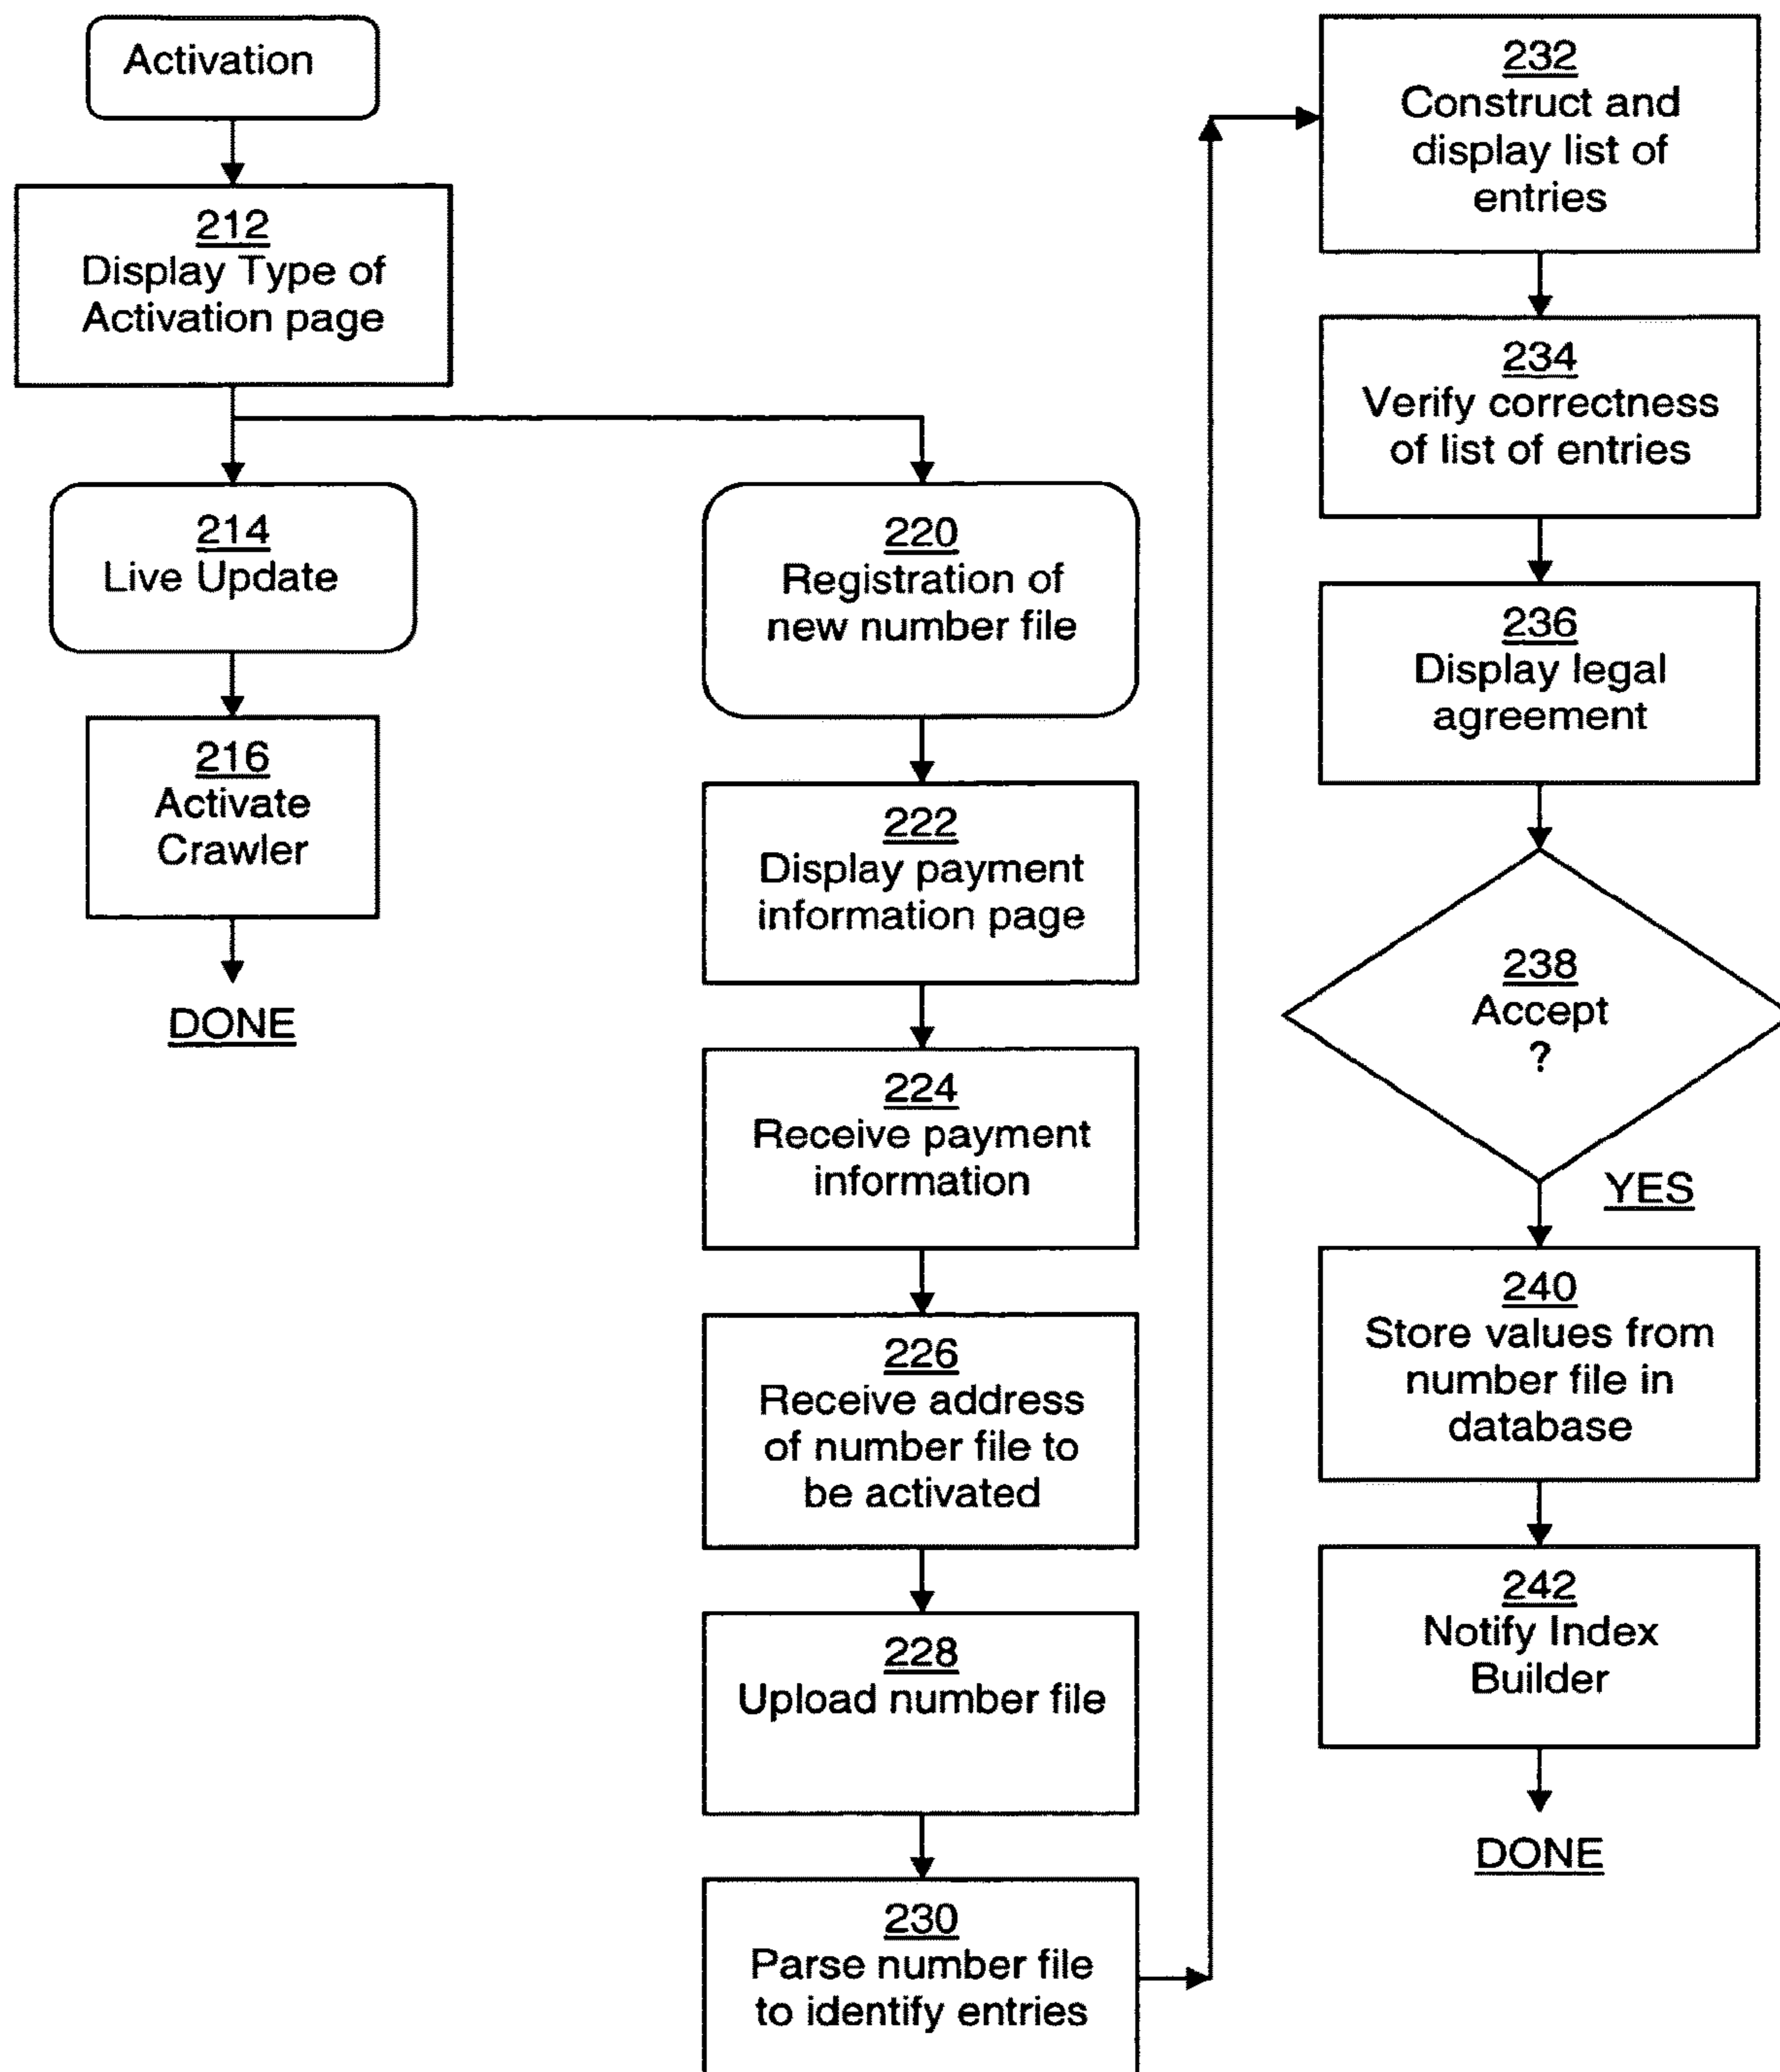 Activation
212
Display Type of
Activation page
214
Live Update
216
Activate
Crawler
DONE
220
Registration of
new number file
222
Display payment
information page
224
Receive payment
information
226
Receive address
of number file to
be activated
228
Upload number file
230
Parse number file
to identify entries
232
Construct and
display list of
entries
234
Verify correctness
of list of entries
236
Display legal
agreement
238
Accept
?
YES
240
Store values from
number file in
database
242
Notify Index
Builder
DONE